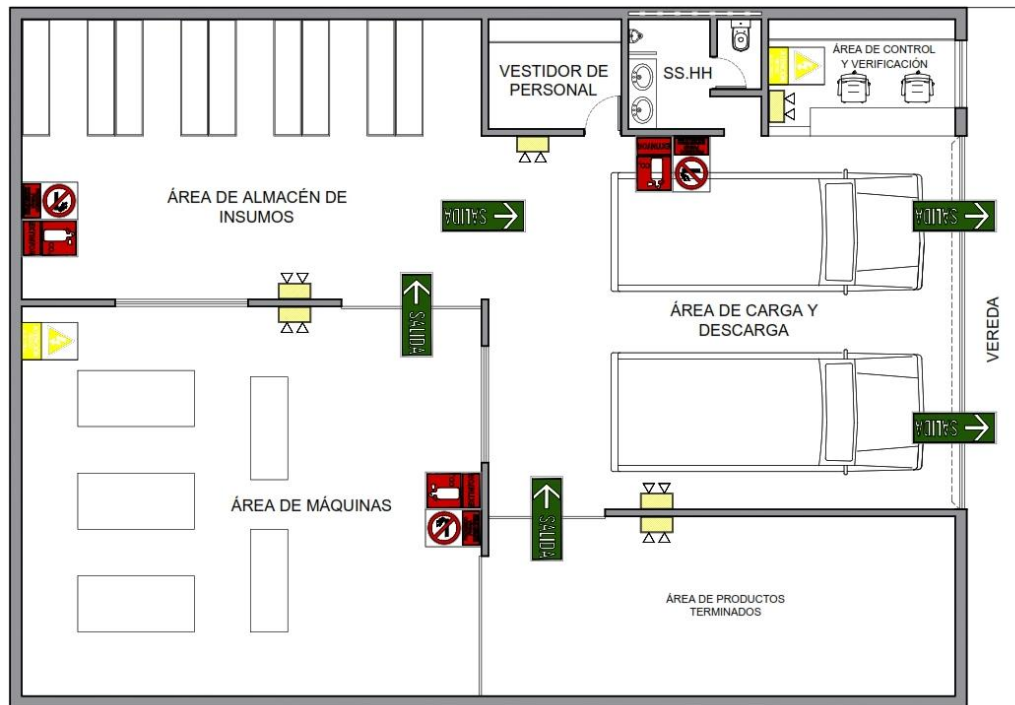 ÁREA DE CONTROL
Y VERIFICACIÓN
VESTIDOR DE
PERSONAL
SS.HH
ÁREA DE ALMACÉN DE
INSUMOS
SALIDA
SALIDA
SALIDA
ÁREA DE CARGA Y
DESCARGA
VEREDA
SALIDA
ÁREA DE MÁQUINAS
SALIDA
ÁREA DE PRODUCTOS
TERMINADOS